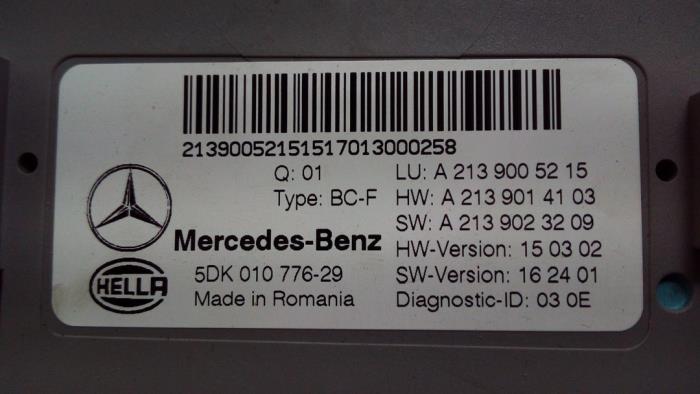 21390052151517013000258
Q: 01
Type: BC-F
Mercedes-Benz
HELLA
5DK 010 776-29
Made in Romania
LU: A 213 900 52 15
HW: A 213 901 41 03
SW: A 213 902 32 09
HW-Version: 15 03 02
SW-Version: 16 24 01
Diagnostic-ID: 03 0E